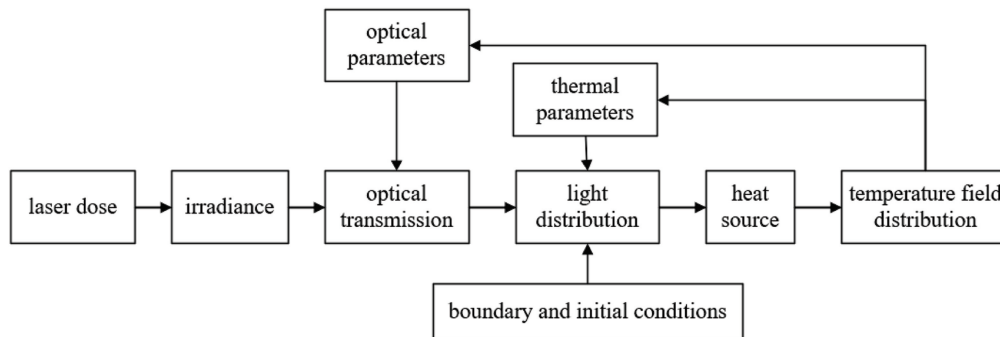 optical
parameters
thermal
parameters
laser dose
irradiance
optical
transmission
light
distribution
heat
source
temperature field
distribution
boundary and initial conditions